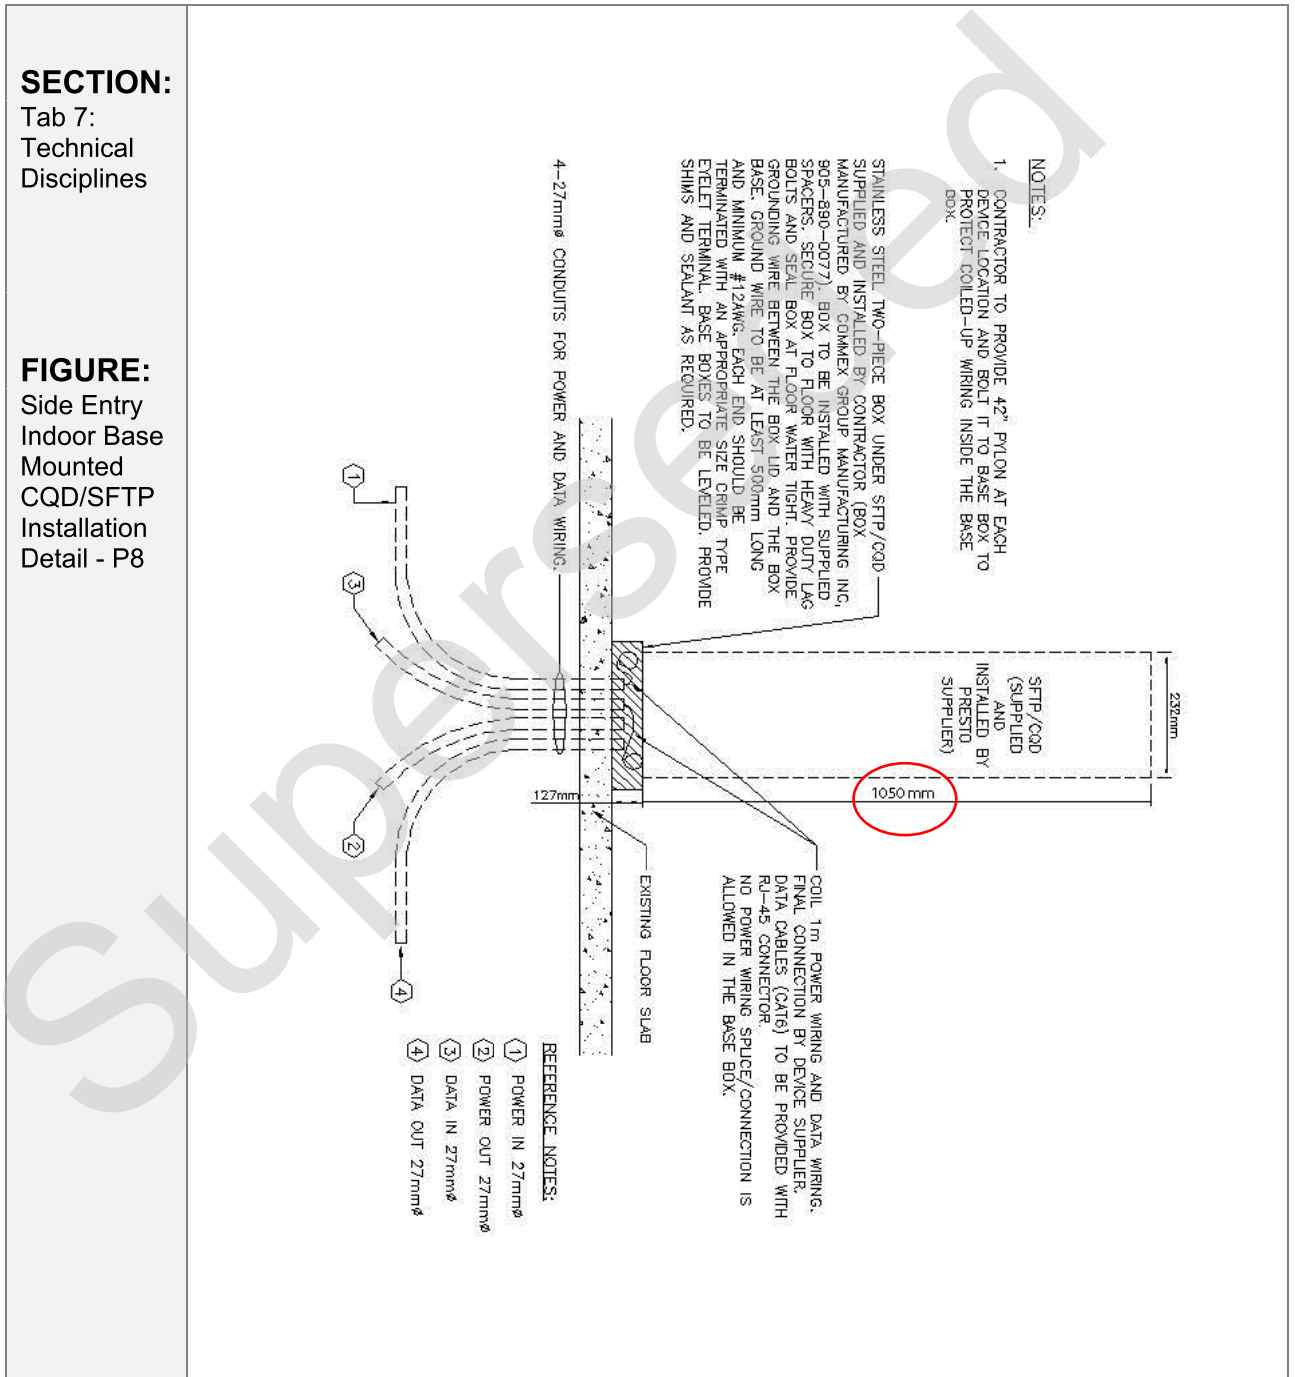 SECTION:
Tab 7:
Technical
Disciplines
FIGURE:
Side Entry
Indoor Base
Mounted
CQD/SFTP
Installation
Detail - P8
NOTES:
1. CONTRACTOR TO PROVIDE 42" PYLON AT EACH
DEVICE LOCATION AND BOLT IT TO BASE BOX TO
PROTECT COILED-UP WIRING INSIDE THE BASE
BOX.
STAINLESS STEEL TWO-PIECE BOX UNDER SFTP/CQD
SUPPLIED AND INSTALLED BY CONTRACTOR (BOX
MANUFACTURED BY COMMEX GROUP MANUFACTURING INC,
905-890-0077). BOX TO BE INSTALLED WITH SUPPLIED
SPACERS. SECURE BOX TO FLOOR WITH HEAVY DUTY LAG
BOLTS AND SEAL BOX AT FLOOR WATER TIGHT. PROVIDE
GROUNDING WIRE BETWEEN THE BOX LID AND THE BOX
BASE. GROUND WIRE TO BE AT LEAST 500mm LONG
AND MINIMUM #12AWG. EACH END SHOULD BE
TERMINATED WITH AN APPROPRIATE SIZE CRIMP TYPE
EYELET TERMINAL. BASE BOXES TO BE LEVELED. PROVIDE
SHIMS AND SEALANT AS REQUIRED.
4-27mmø CONDUITS FOR POWER AND DATA WIRING.
232mm
SFTP/CQD
(SUPPLIED
AND
INSTALLED BY
PRESTO
SUPPLIER)
1050 mm
127mm
COIL 1m POWER WIRING AND DATA WIRING.
FINAL CONNECTION BY DEVICE SUPPLIER.
DATA CABLES (CAT6) TO BE PROVIDED WITH
RJ-45 CONNECTOR.
NO POWER WIRING SPLICE/CONNECTION IS
ALLOWED IN THE BASE BOX.
EXISTING FLOOR SLAB
1
3
2
4
REFERENCE NOTES:
1 POWER IN 27mmø
2 POWER OUT 27mmø
3 DATA IN 27mmø
4 DATA OUT 27mmø
Superseded